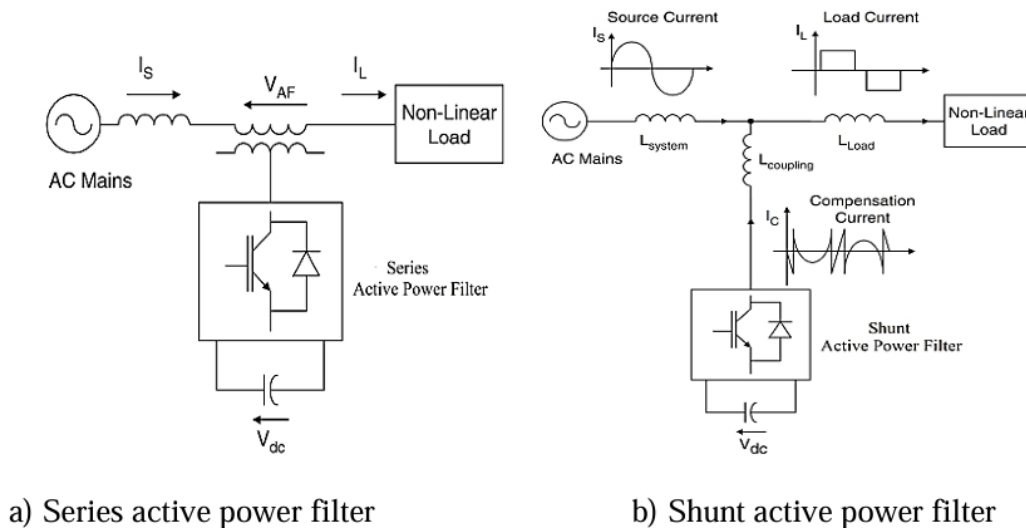 I_S
I_L
V_AF
Non-Linear
Load
AC Mains
Series
Active Power Filter
V_dc
a) Series active power filter
Source Current
I_S
Load Current
I_L
AC Mains
L_system
L_Load
Non-Linear
Load
L_coupling
Compensation
Current
I_C
Shunt
Active Power Filter
V_dc
b) Shunt active power filter